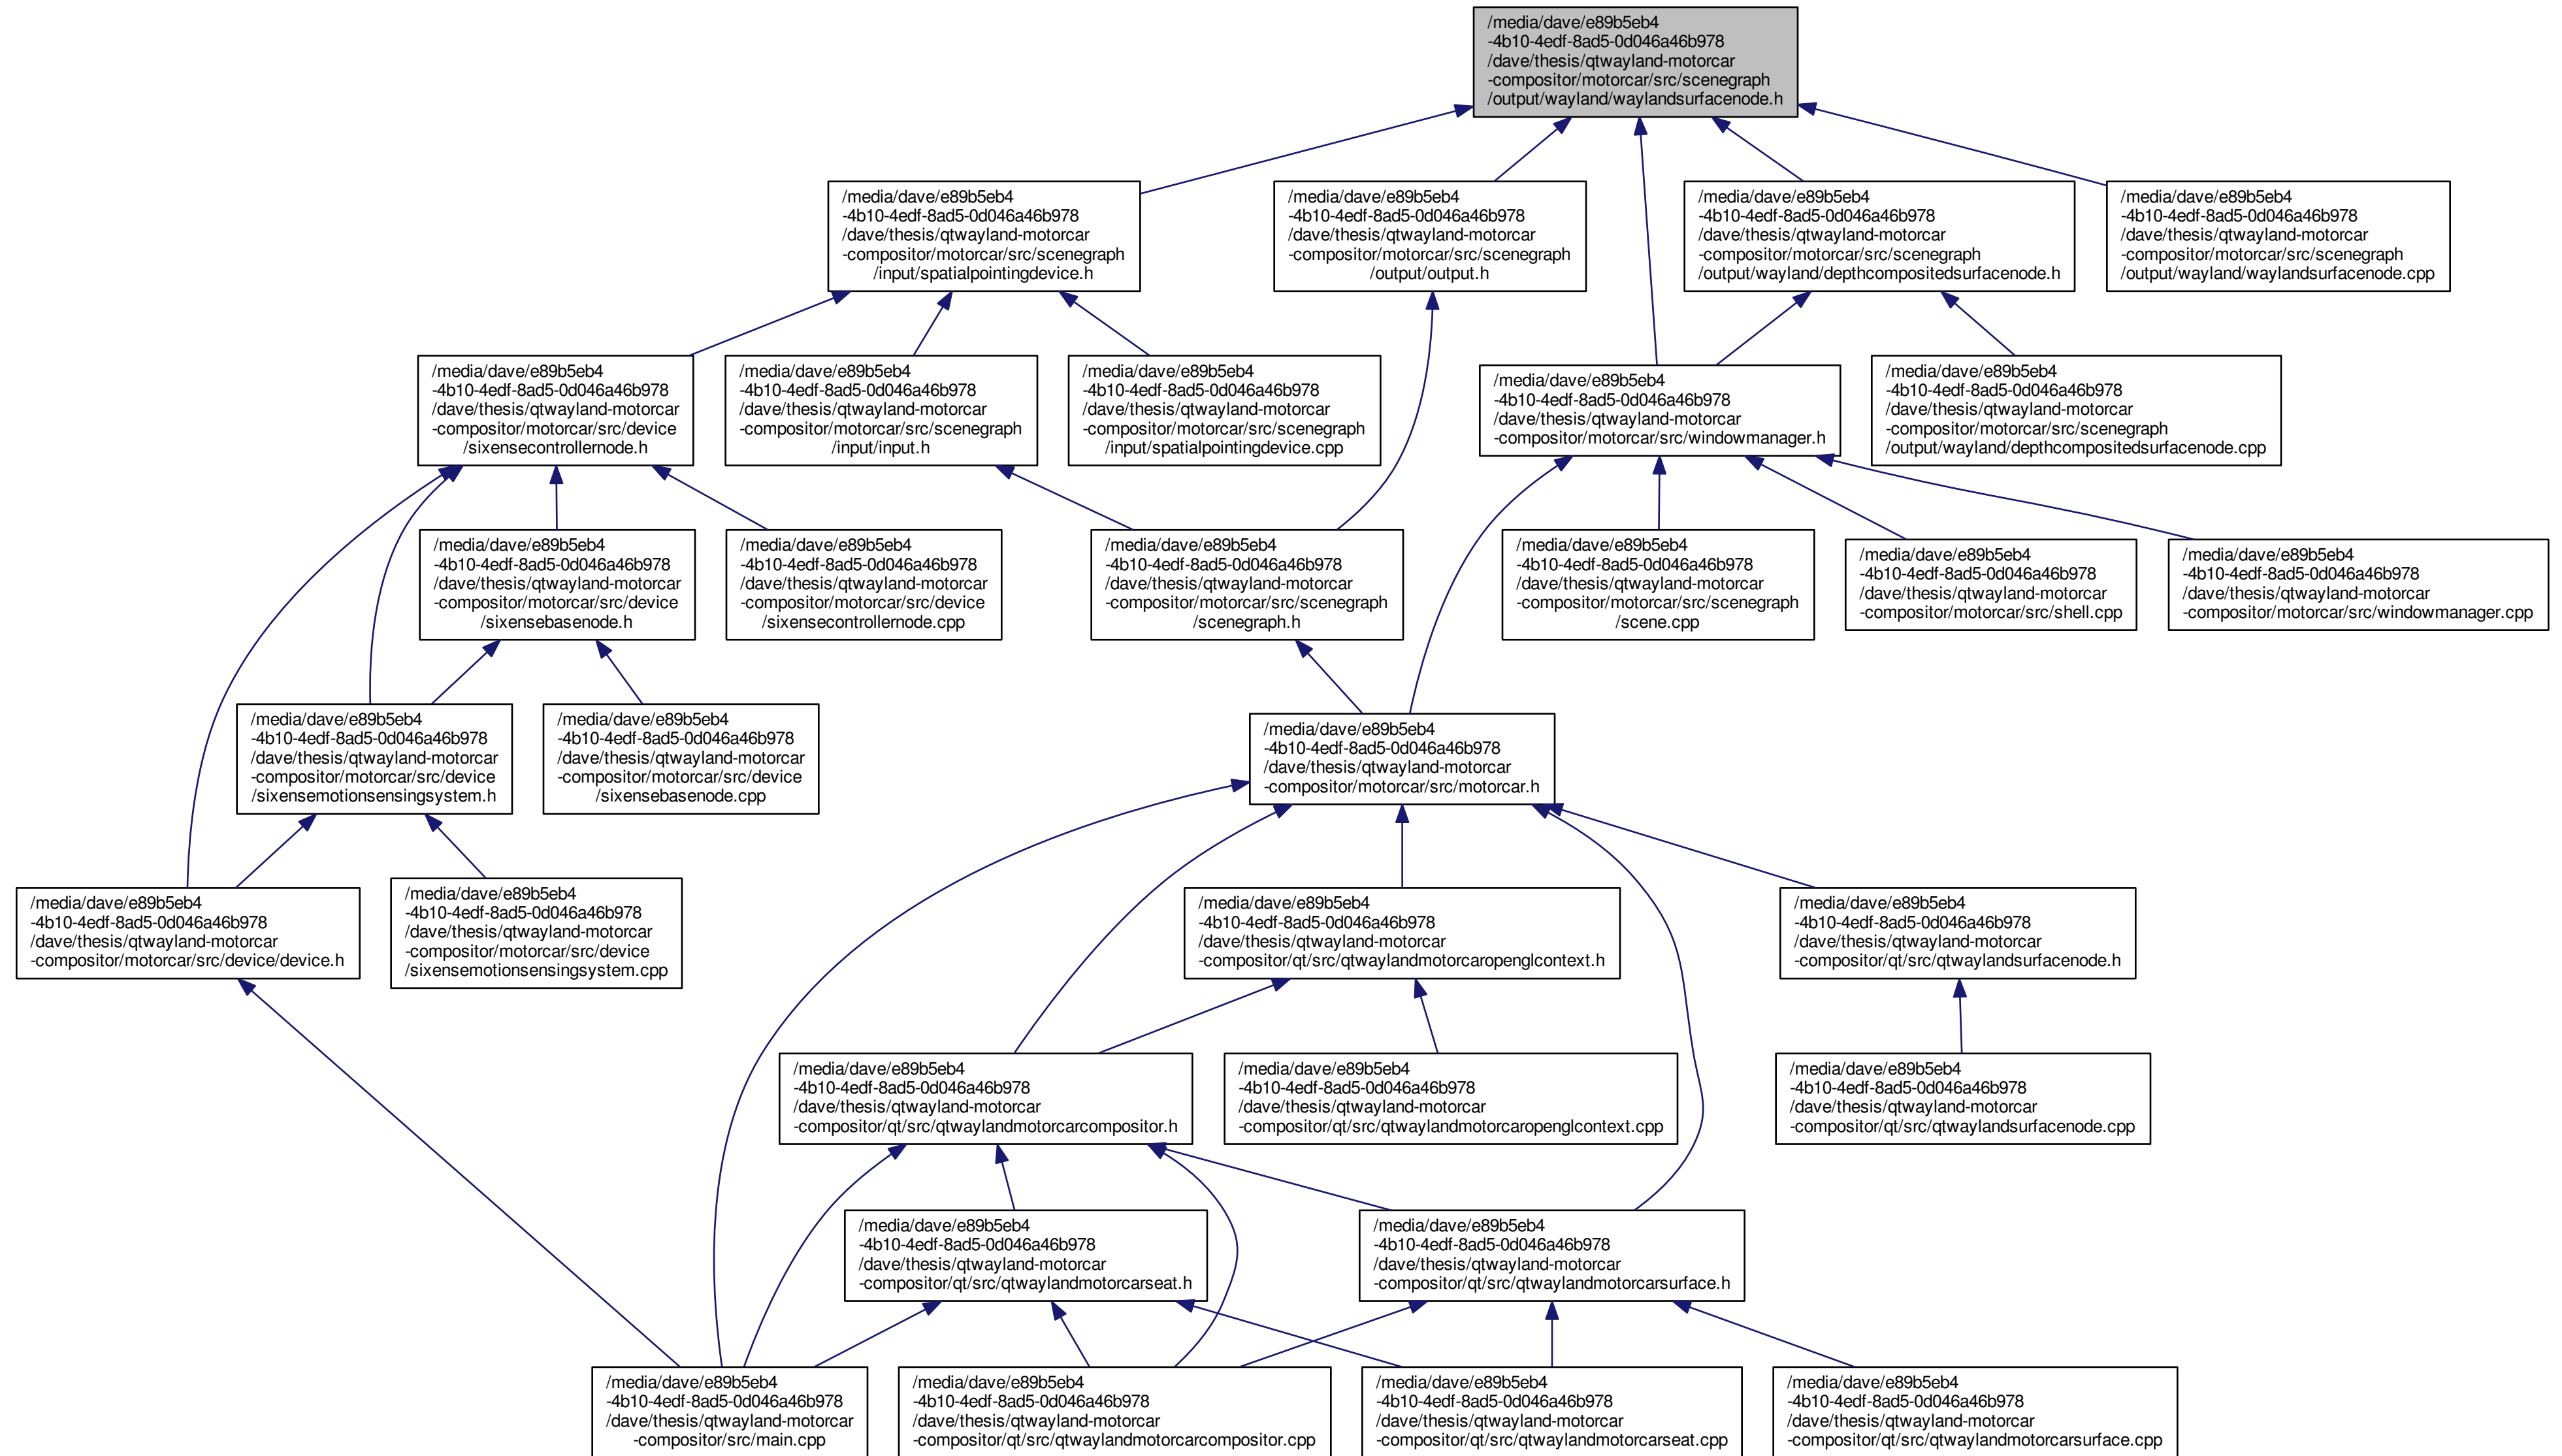 /media/dave/e89b5eb4
-4b10-4edf-8ad5-0d046a46b978
/dave/thesis/qtwayland-motorcar
-compositor/motorcar/src/scenegraph
/output/wayland/waylandsurfacenode.h
/media/dave/e89b5eb4
-4b10-4edf-8ad5-0d046a46b978
/dave/thesis/qtwayland-motorcar
-compositor/motorcar/src/scenegraph
/input/spatialpointingdevice.h
/media/dave/e89b5eb4
-4b10-4edf-8ad5-0d046a46b978
/dave/thesis/qtwayland-motorcar
-compositor/motorcar/src/scenegraph
/output/output.h
/media/dave/e89b5eb4
-4b10-4edf-8ad5-0d046a46b978
/dave/thesis/qtwayland-motorcar
-compositor/motorcar/src/scenegraph
/output/wayland/depthcompositedsurfacenode.h
/media/dave/e89b5eb4
-4b10-4edf-8ad5-0d046a46b978
/dave/thesis/qtwayland-motorcar
-compositor/motorcar/src/scenegraph
/output/wayland/waylandsurfacenode.cpp
/media/dave/e89b5eb4
-4b10-4edf-8ad5-0d046a46b978
/dave/thesis/qtwayland-motorcar
-compositor/motorcar/src/device
/sixensecontrollernode.h
/media/dave/e89b5eb4
-4b10-4edf-8ad5-0d046a46b978
/dave/thesis/qtwayland-motorcar
-compositor/motorcar/src/scenegraph
/input/input.h
/media/dave/e89b5eb4
-4b10-4edf-8ad5-0d046a46b978
/dave/thesis/qtwayland-motorcar
-compositor/motorcar/src/scenegraph
/input/spatialpointingdevice.cpp
/media/dave/e89b5eb4
-4b10-4edf-8ad5-0d046a46b978
/dave/thesis/qtwayland-motorcar
-compositor/motorcar/src/windowmanager.h
/media/dave/e89b5eb4
-4b10-4edf-8ad5-0d046a46b978
/dave/thesis/qtwayland-motorcar
-compositor/motorcar/src/scenegraph
/output/wayland/depthcompositedsurfacenode.cpp
/media/dave/e89b5eb4
-4b10-4edf-8ad5-0d046a46b978
/dave/thesis/qtwayland-motorcar
-compositor/motorcar/src/device
/sixensebasenode.h
/media/dave/e89b5eb4
-4b10-4edf-8ad5-0d046a46b978
/dave/thesis/qtwayland-motorcar
-compositor/motorcar/src/device
/sixensecontrollernode.cpp
/media/dave/e89b5eb4
-4b10-4edf-8ad5-0d046a46b978
/dave/thesis/qtwayland-motorcar
-compositor/motorcar/src/scenegraph
/scenegraph.h
/media/dave/e89b5eb4
-4b10-4edf-8ad5-0d046a46b978
/dave/thesis/qtwayland-motorcar
-compositor/motorcar/src/scenegraph
/scene.cpp
/media/dave/e89b5eb4
-4b10-4edf-8ad5-0d046a46b978
/dave/thesis/qtwayland-motorcar
-compositor/motorcar/src/shell.cpp
/media/dave/e89b5eb4
-4b10-4edf-8ad5-0d046a46b978
/dave/thesis/qtwayland-motorcar
-compositor/motorcar/src/windowmanager.cpp
/media/dave/e89b5eb4
-4b10-4edf-8ad5-0d046a46b978
/dave/thesis/qtwayland-motorcar
-compositor/motorcar/src/device
/sixensemotionsensingsystem.h
/media/dave/e89b5eb4
-4b10-4edf-8ad5-0d046a46b978
/dave/thesis/qtwayland-motorcar
-compositor/motorcar/src/device
/sixensebasenode.cpp
/media/dave/e89b5eb4
-4b10-4edf-8ad5-0d046a46b978
/dave/thesis/qtwayland-motorcar
-compositor/motorcar/src/motorcar.h
/media/dave/e89b5eb4
-4b10-4edf-8ad5-0d046a46b978
/dave/thesis/qtwayland-motorcar
-compositor/motorcar/src/device/device.h
/media/dave/e89b5eb4
-4b10-4edf-8ad5-0d046a46b978
/dave/thesis/qtwayland-motorcar
-compositor/motorcar/src/device
/sixensemotionsensingsystem.cpp
/media/dave/e89b5eb4
-4b10-4edf-8ad5-0d046a46b978
/dave/thesis/qtwayland-motorcar
-compositor/qt/src/qtwaylandmotorcaropenglcontext.h
/media/dave/e89b5eb4
-4b10-4edf-8ad5-0d046a46b978
/dave/thesis/qtwayland-motorcar
-compositor/qt/src/qtwaylandsurfacenode.h
/media/dave/e89b5eb4
-4b10-4edf-8ad5-0d046a46b978
/dave/thesis/qtwayland-motorcar
-compositor/qt/src/qtwaylandmotorcarcompositor.h
/media/dave/e89b5eb4
-4b10-4edf-8ad5-0d046a46b978
/dave/thesis/qtwayland-motorcar
-compositor/qt/src/qtwaylandmotorcaropenglcontext.cpp
/media/dave/e89b5eb4
-4b10-4edf-8ad5-0d046a46b978
/dave/thesis/qtwayland-motorcar
-compositor/qt/src/qtwaylandsurfacenode.cpp
/media/dave/e89b5eb4
-4b10-4edf-8ad5-0d046a46b978
/dave/thesis/qtwayland-motorcar
-compositor/qt/src/qtwaylandmotorcarseat.h
/media/dave/e89b5eb4
-4b10-4edf-8ad5-0d046a46b978
/dave/thesis/qtwayland-motorcar
-compositor/qt/src/qtwaylandmotorcarsurface.h
/media/dave/e89b5eb4
-4b10-4edf-8ad5-0d046a46b978
/dave/thesis/qtwayland-motorcar
-compositor/src/main.cpp
/media/dave/e89b5eb4
-4b10-4edf-8ad5-0d046a46b978
/dave/thesis/qtwayland-motorcar
-compositor/qt/src/qtwaylandmotorcarcompositor.cpp
/media/dave/e89b5eb4
-4b10-4edf-8ad5-0d046a46b978
/dave/thesis/qtwayland-motorcar
-compositor/qt/src/qtwaylandmotorcarseat.cpp
/media/dave/e89b5eb4
-4b10-4edf-8ad5-0d046a46b978
/dave/thesis/qtwayland-motorcar
-compositor/qt/src/qtwaylandmotorcarsurface.cpp